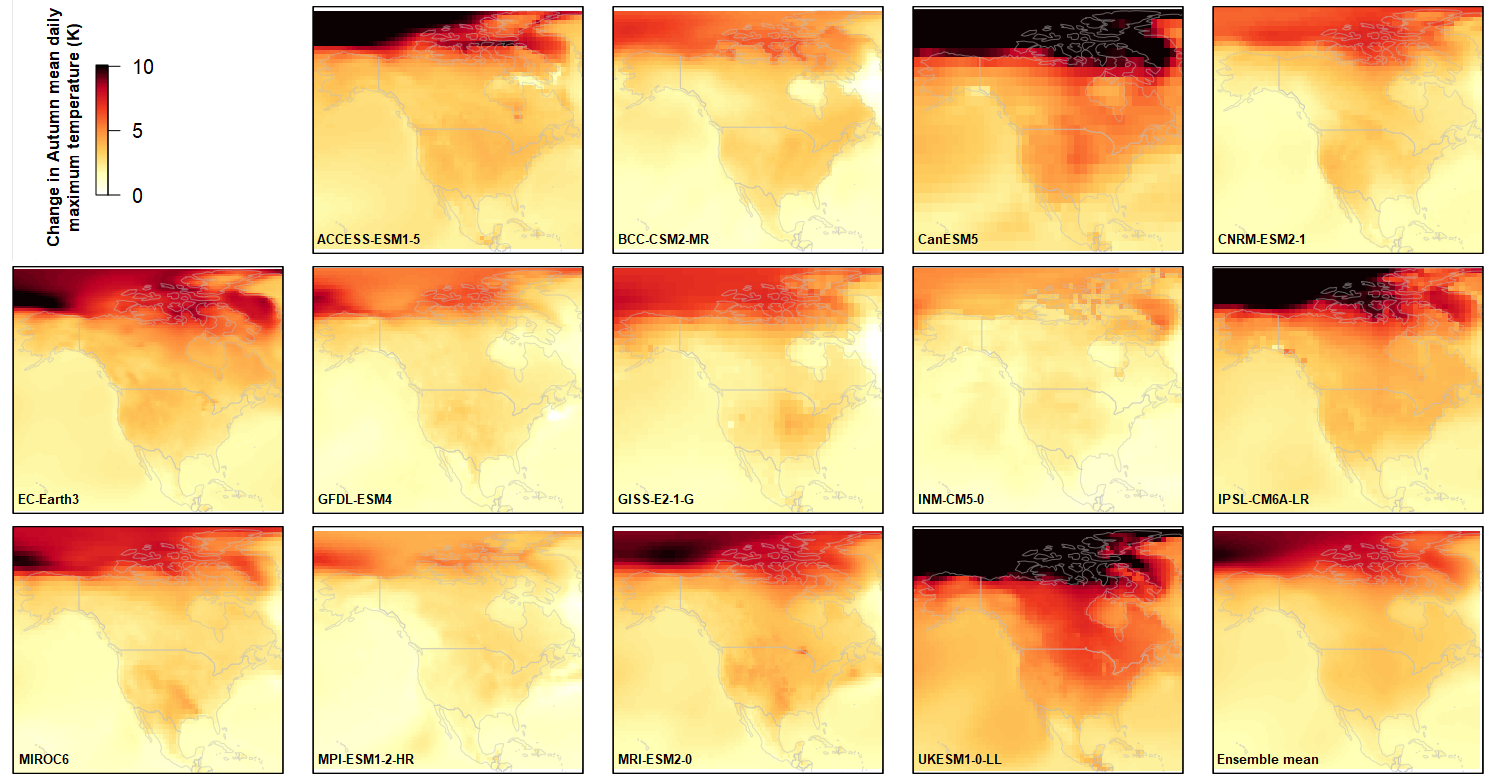 Change in Autumn mean daily
maximum temperature (K)
10
5
0
ACCESS-ESM1-5
BCC-CSM2-MR
CanESM5
CNRM-ESM2-1
EC-Earth3
GFDL-ESM4
GISS-E2-1-G
INM-CM5-0
IPSL-CM6A-LR
MIROC6
MPI-ESM1-2-HR
MRI-ESM2-0
UKESM1-0-LL
Ensemble mean